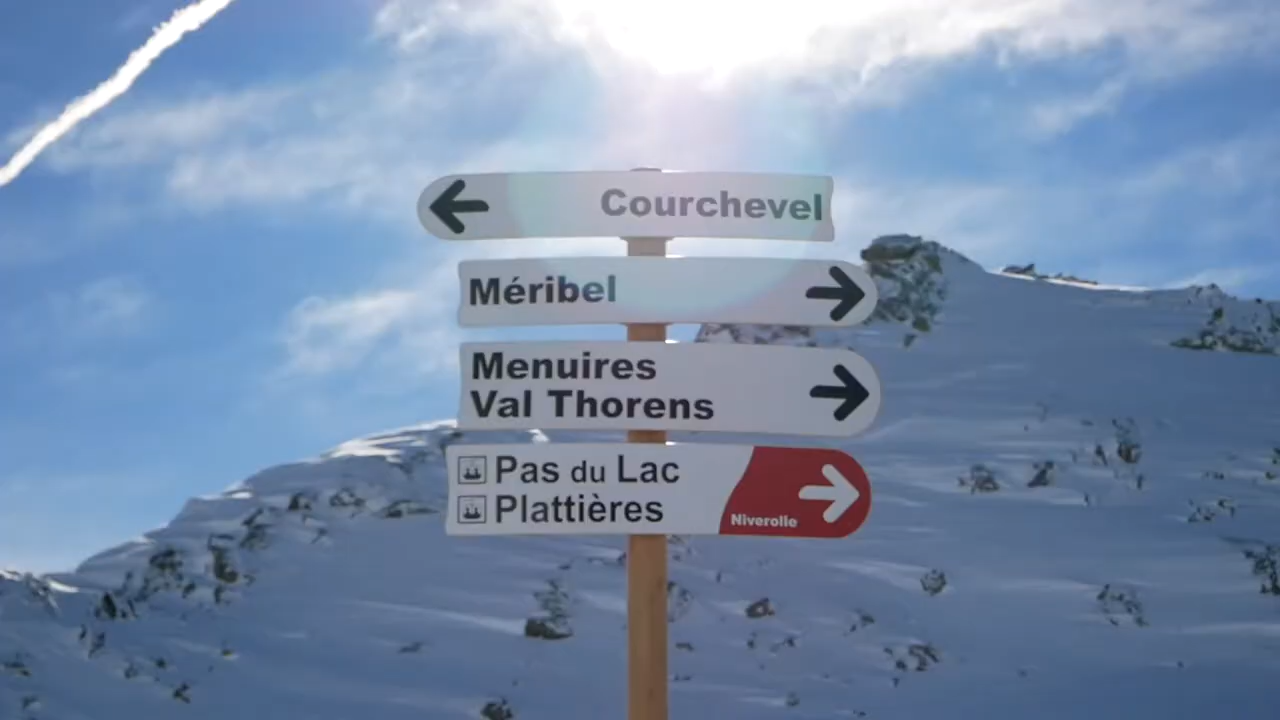 Courchevel
Méribel
Menuires
Val Thorens
Pas du Lac
Plattières
Niverolle